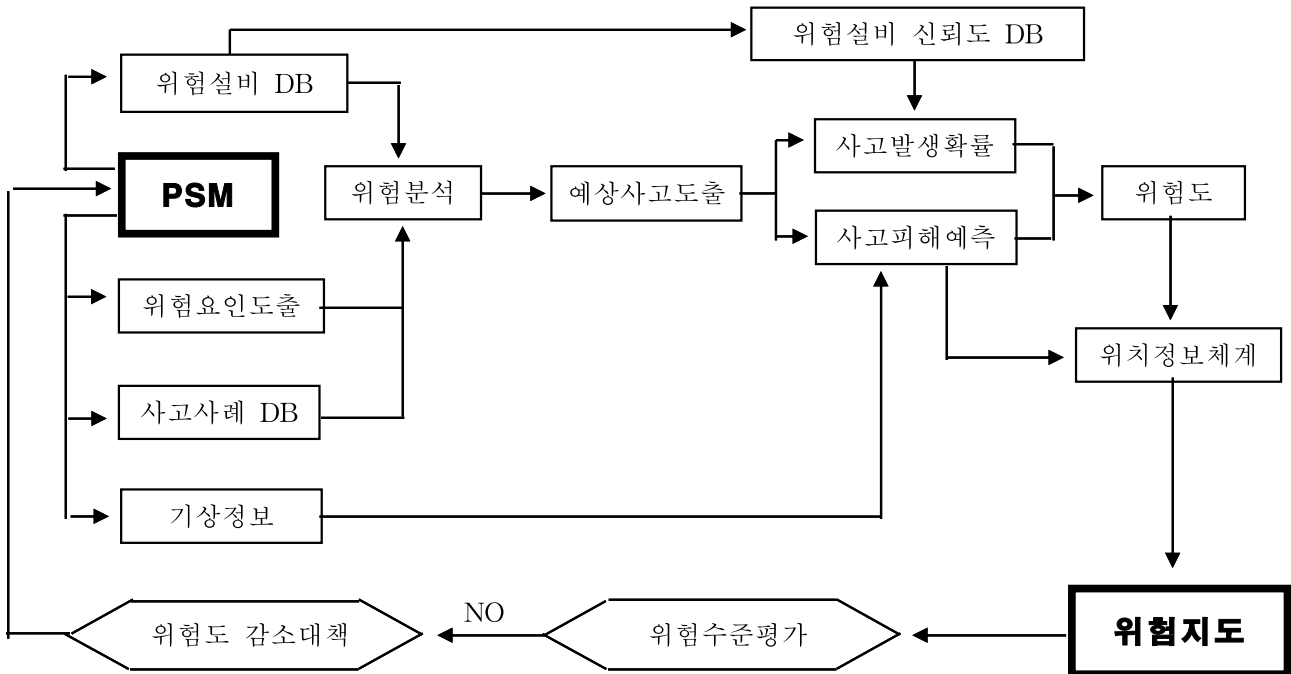 위험설비 신뢰도 DB
위험설비 DB
사고발생확률
PSM
위험분석
예상사고도출
위험도
사고피해예측
위험요인도출
위치정보체계
사고사례 DB
기상정보
NO
위험도 감소대책
위험수준평가
위험지도